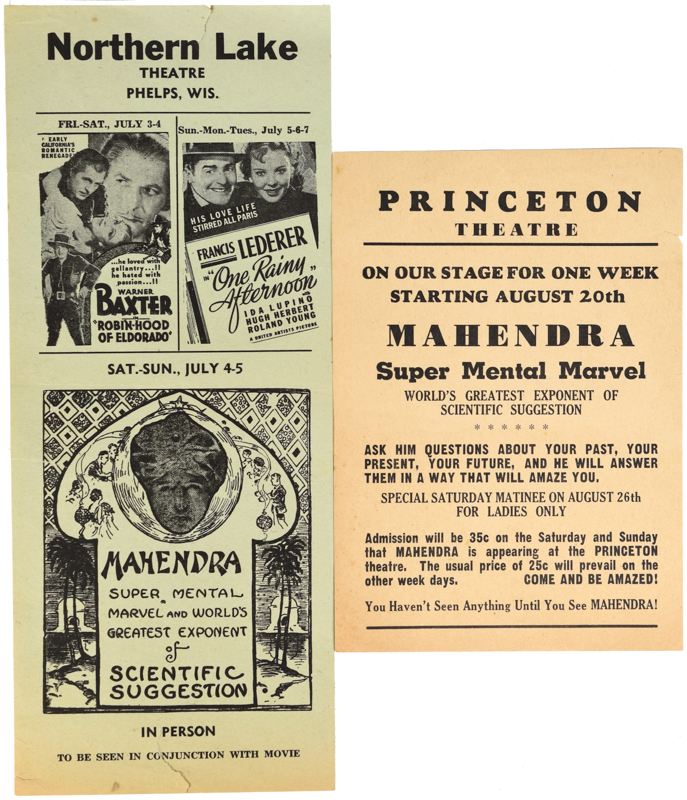 Northern Lake
THEATRE
PHELPS, WIS.
FRI.-SAT., JULY 3-4
EARLY
CALIFORNIA'S
ROMANTIC
RENEGADE!
...he loved with
gallantry...!!
he hated with
passion...!!
WARNER
BAXTER
IN
"ROBIN HOOD
OF ELDORADO"
Sun.-Mon.-Tues., July 5-6-7
HIS LOVE LIFE
STIRRED ALL PARIS
FRANCIS LEDERER
IN "One Rainy
Afternoon"
IDA LUPINO
HUGH HERBERT
ROLAND YOUNG
A UNITED ARTISTS PICTURE
SAT.-SUN., JULY 4-5
MAHENDRA
SUPER MENTAL
MARVEL AND WORLD'S
GREATEST EXPONENT
of
SCIENTIFIC
SUGGESTION
IN PERSON
TO BE SEEN IN CONJUNCTION WITH MOVIE
PRINCETON
THEATRE
ON OUR STAGE FOR ONE WEEK
STARTING AUGUST 20th
MAHENDRA
Super Mental Marvel
WORLD'S GREATEST EXPONENT OF
SCIENTIFIC SUGGESTION
* * * * * *
ASK HIM QUESTIONS ABOUT YOUR PAST, YOUR
PRESENT, YOUR FUTURE, AND HE WILL ANSWER
THEM IN A WAY THAT WILL AMAZE YOU.
SPECIAL SATURDAY MATINEE ON AUGUST 26th
FOR LADIES ONLY
Admission will be 35c on the Saturday and Sunday
that MAHENDRA is appearing at the PRINCETON
theatre. The usual price of 25c will prevail on the
other week days. COME AND BE AMAZED!
You Haven't Seen Anything Until You See MAHENDRA!